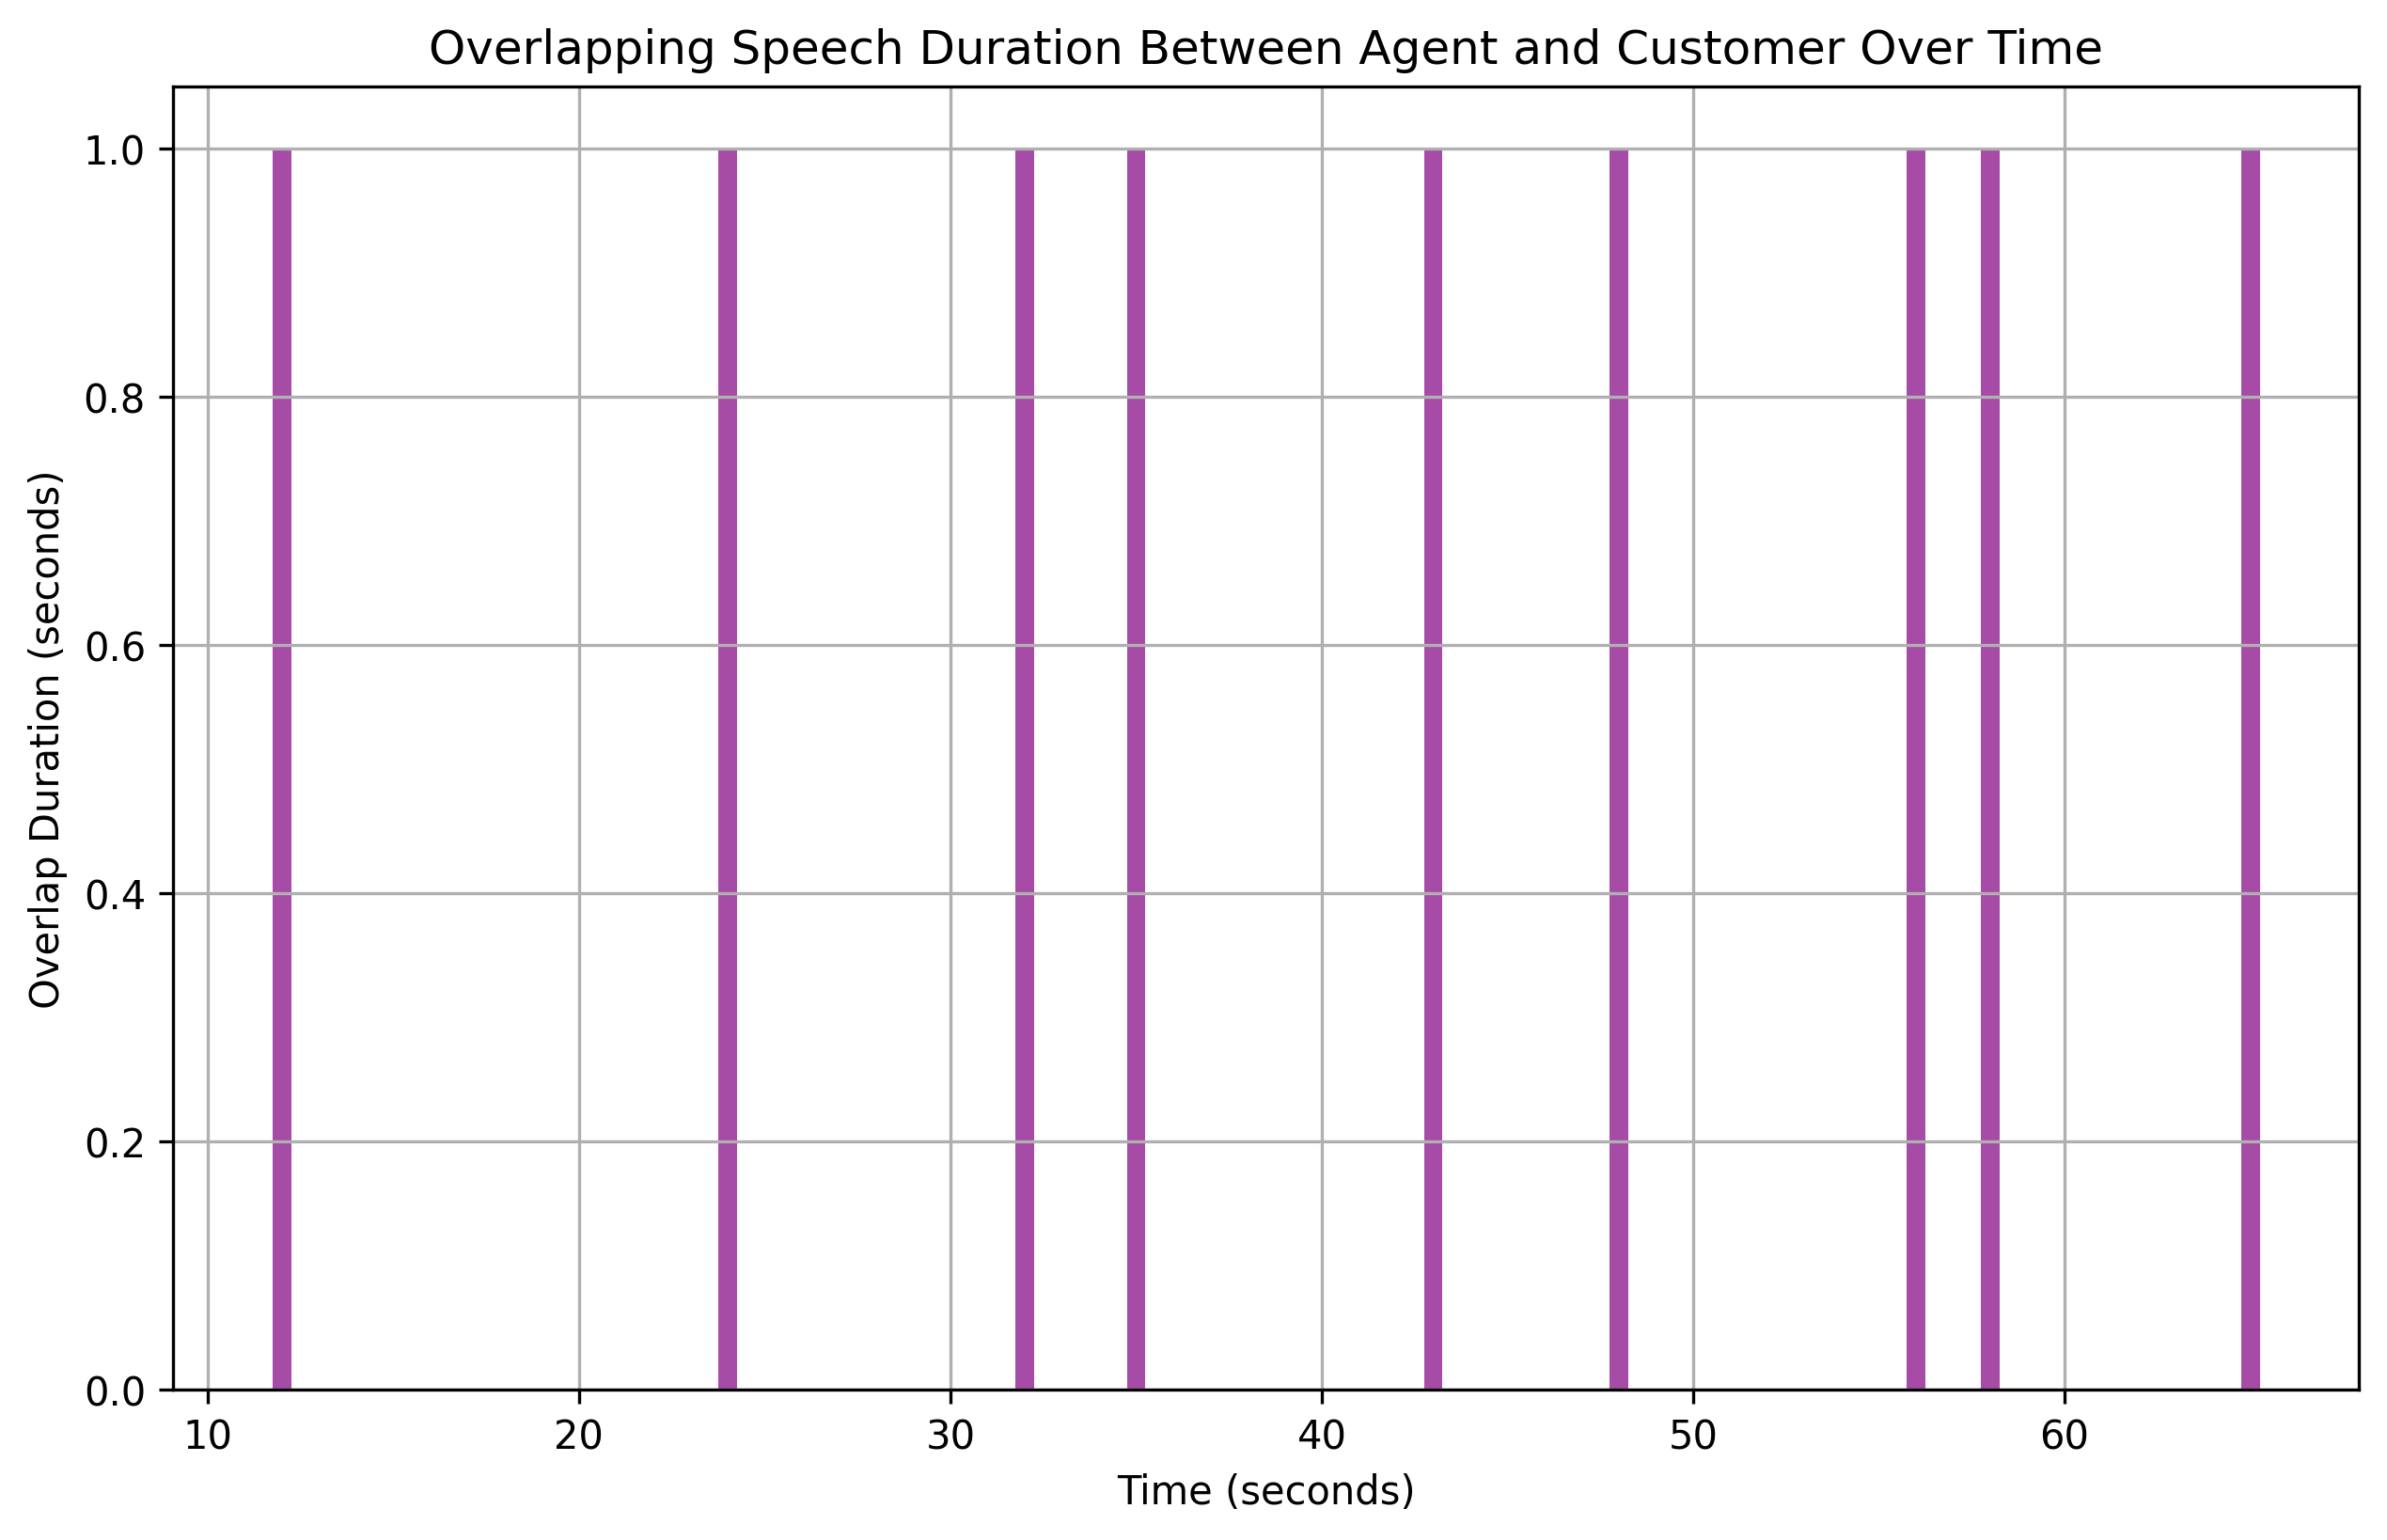 Overlapping Speech Duration Between Agent and Customer Over Time
Overlap Duration (seconds)
1.0
0.8
0.6
0.4
0.2
0.0
10 20 30 40 50 60
Time (seconds)